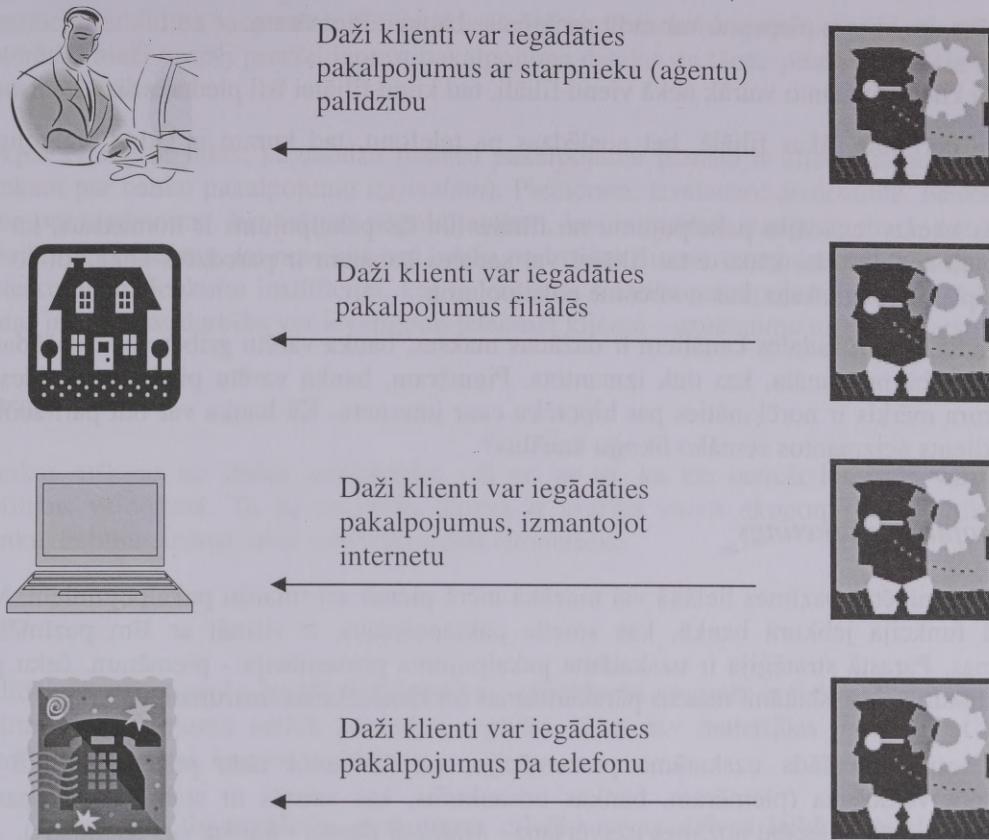 Daži klienti var iegādāties
pakalpojumus ar starpnieku (aģentu)
palīdzību
Daži klienti var iegādāties
pakalpojumus filiālēs
Daži klienti var iegādāties
pakalpojumus, izmantojot
internetu
Daži klienti var iegādāties
pakalpojumus pa telefonu